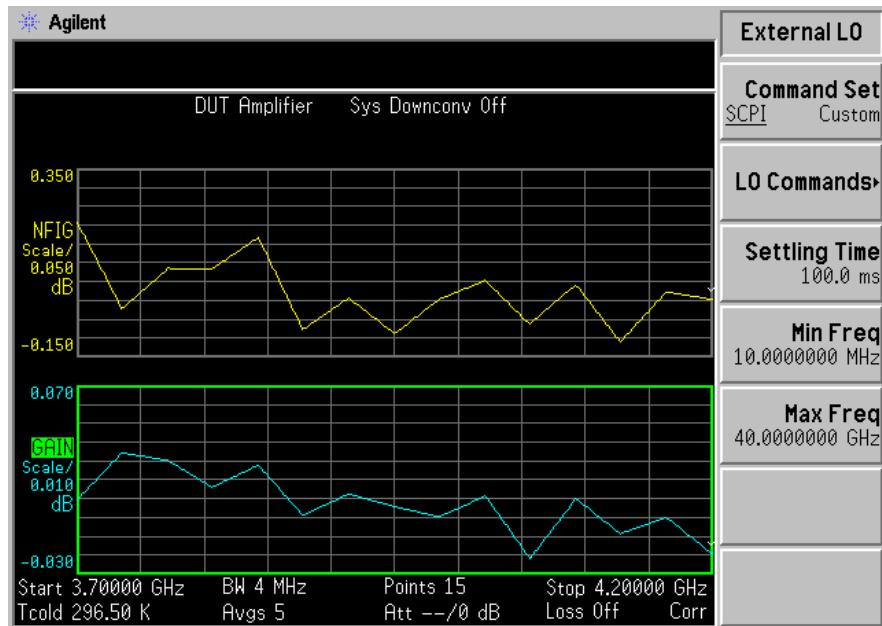 Agilent
External LO
DUT Amplifier Sys Downconv Off
Command Set
SCPI Custom
LO Commands
Settling Time
100.0 ms
Min Freq
10.0000000 MHz
Max Freq
40.0000000 GHz
0.350
NFIG
Scale/
0.050
dB
-0.150
0.070
GAIN
Scale/
0.010
dB
-0.030
Start 3.70000 GHz BW 4 MHz Points 15 Stop 4.20000 GHz
Tcold 296.50 K Avgs 5 Att --/0 dB Loss Off Corr